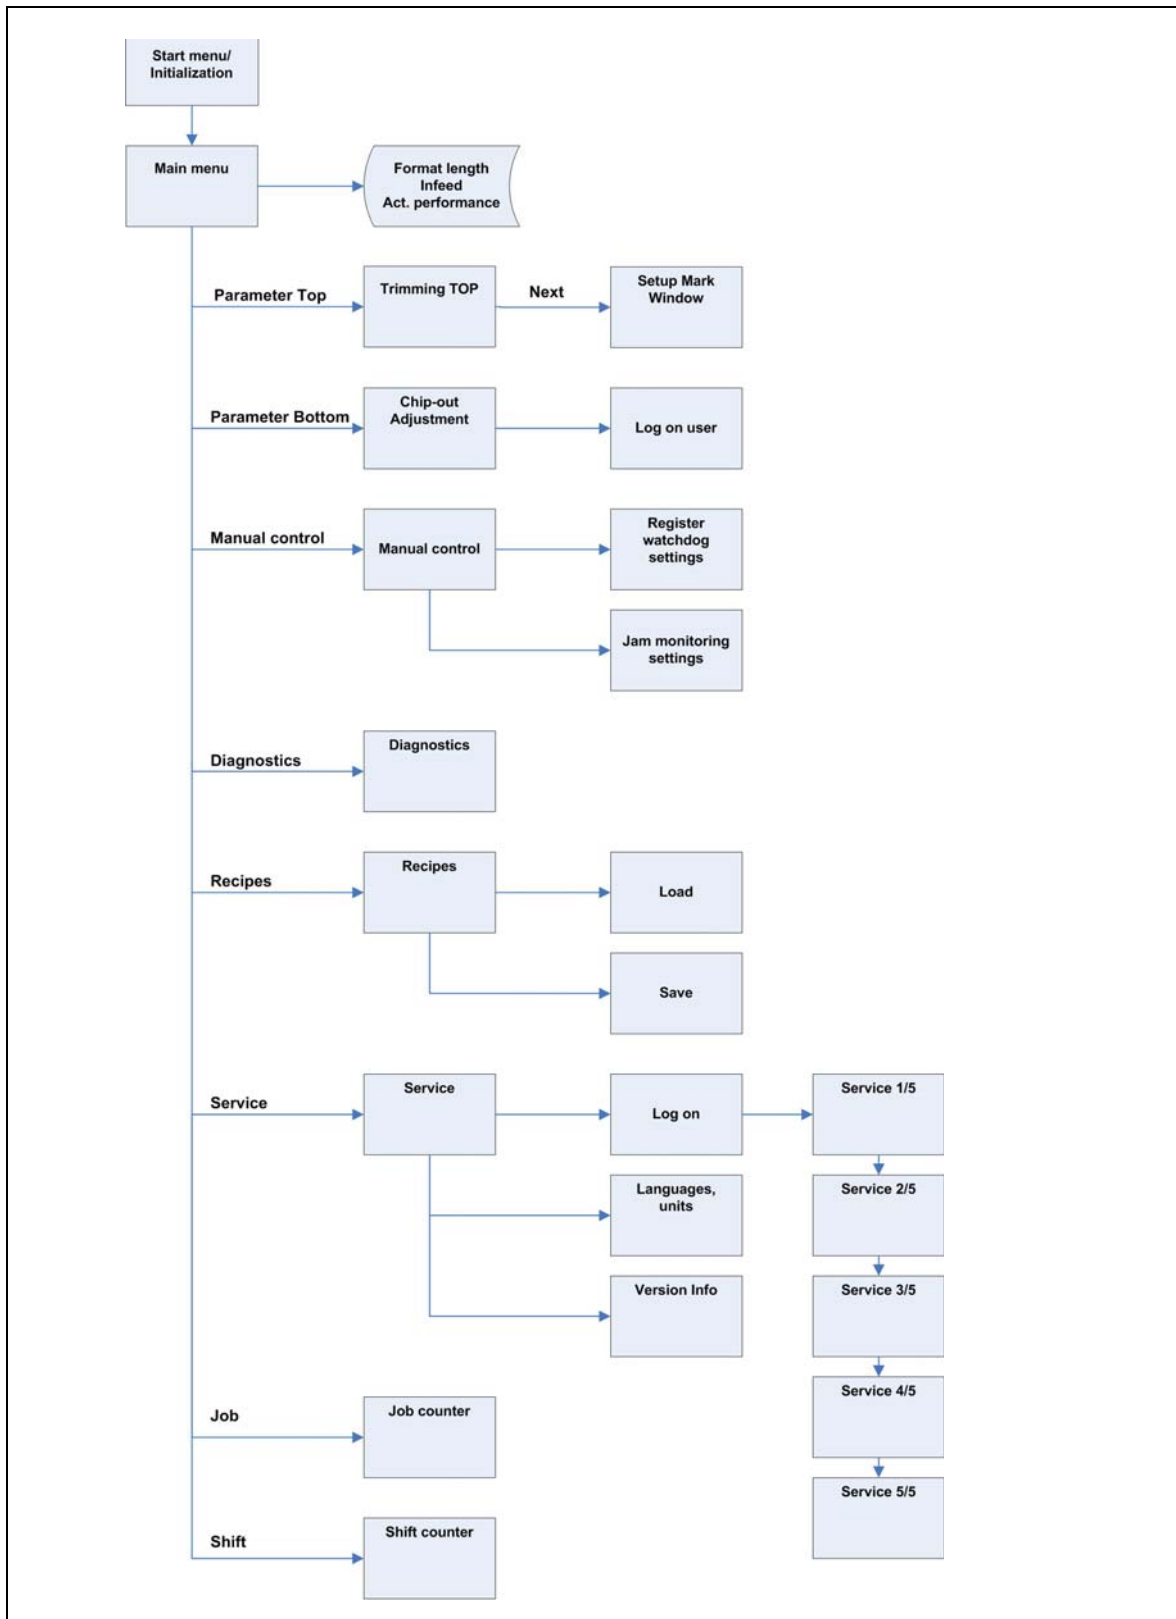 Start menu/
Initialization
Main menu
Format length
Infeed
Act. performance
Parameter Top
Trimming TOP
Next
Setup Mark
Window
Parameter Bottom
Chip-out
Adjustment
Log on user
Manual control
Manual control
Register
watchdog
settings
Jam monitoring
settings
Diagnostics
Diagnostics
Recipes
Recipes
Load
Save
Service
Service
Log on
Service 1/5
Languages,
units
Service 2/5
Version Info
Service 3/5
Service 4/5
Job
Job counter
Service 5/5
Shift
Shift counter